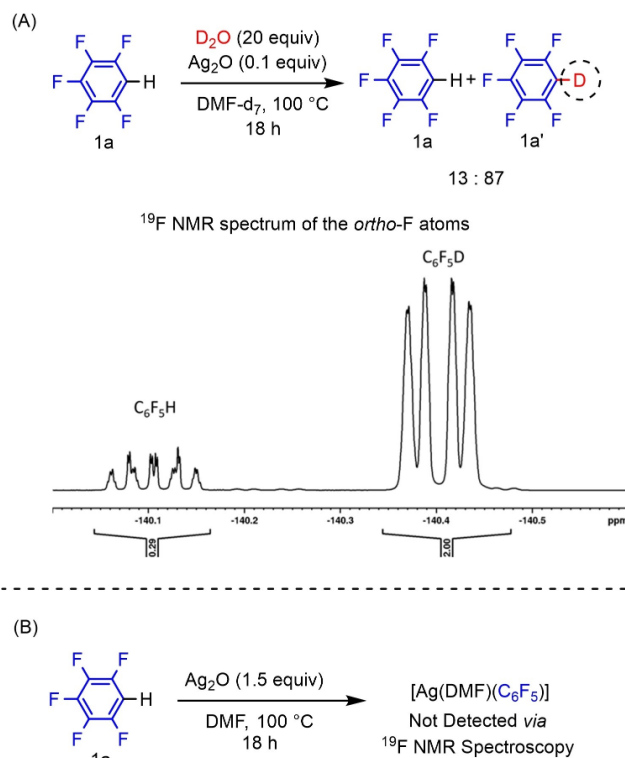 (A)
F
F
F
F
F
H
1a
D₂O (20 equiv)
Ag₂O (0.1 equiv)
DMF-d₇, 100 °C
18 h
F
F
F
F
F
H
1a
+
F
F
F
F
F
D
1a'
13 : 87
¹⁹F NMR spectrum of the ortho-F atoms
C₆F₅D
C₆F₅H
-140.1 -140.2 -140.3 -140.4 -140.5 ppm
0.29 2.00
(B)
F
F
F
F
F
H
Ag₂O (1.5 equiv)
DMF, 100 °C
18 h
[Ag(DMF)(C₆F₅)]
Not Detected via
¹⁹F NMR Spectroscopy